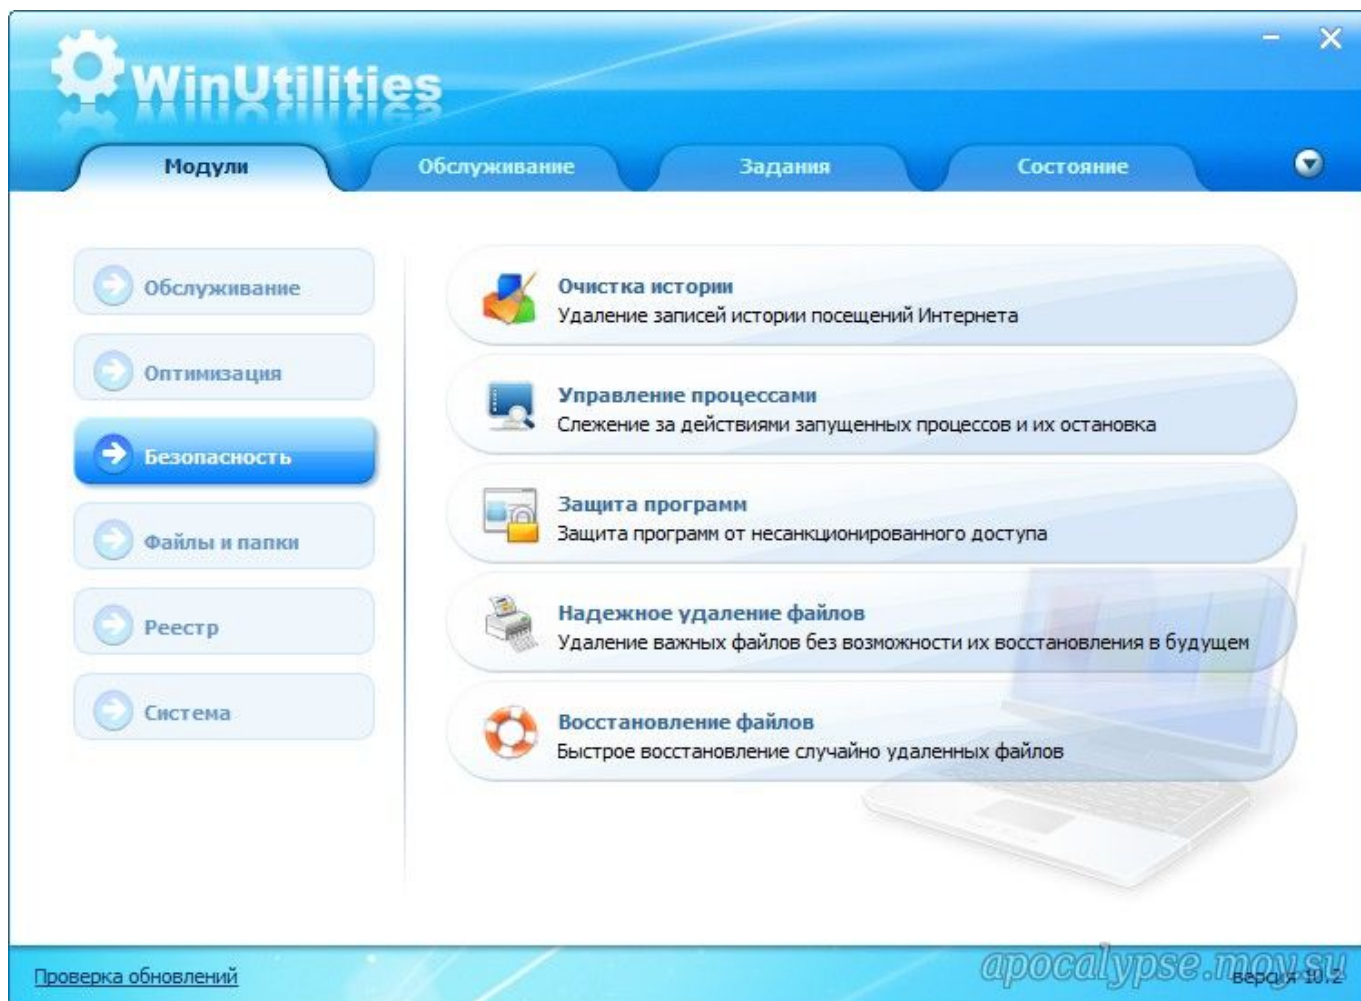 WinUtilities
Модули
Обслуживание
Задания
Состояние
Обслуживание
Оптимизация
Безопасность
Файлы и папки
Реестр
Система
Очистка истории
Удаление записей истории посещений Интернета
Управление процессами
Слежение за действиями запущенных процессов и их остановка
Защита программ
Защита программ от несанкционированного доступа
Надежное удаление файлов
Удаление важных файлов без возможности их восстановления в будущем
Восстановление файлов
Быстрое восстановление случайно удаленных файлов
Проверка обновлений
apocalypse.moy.su
версия 10.2